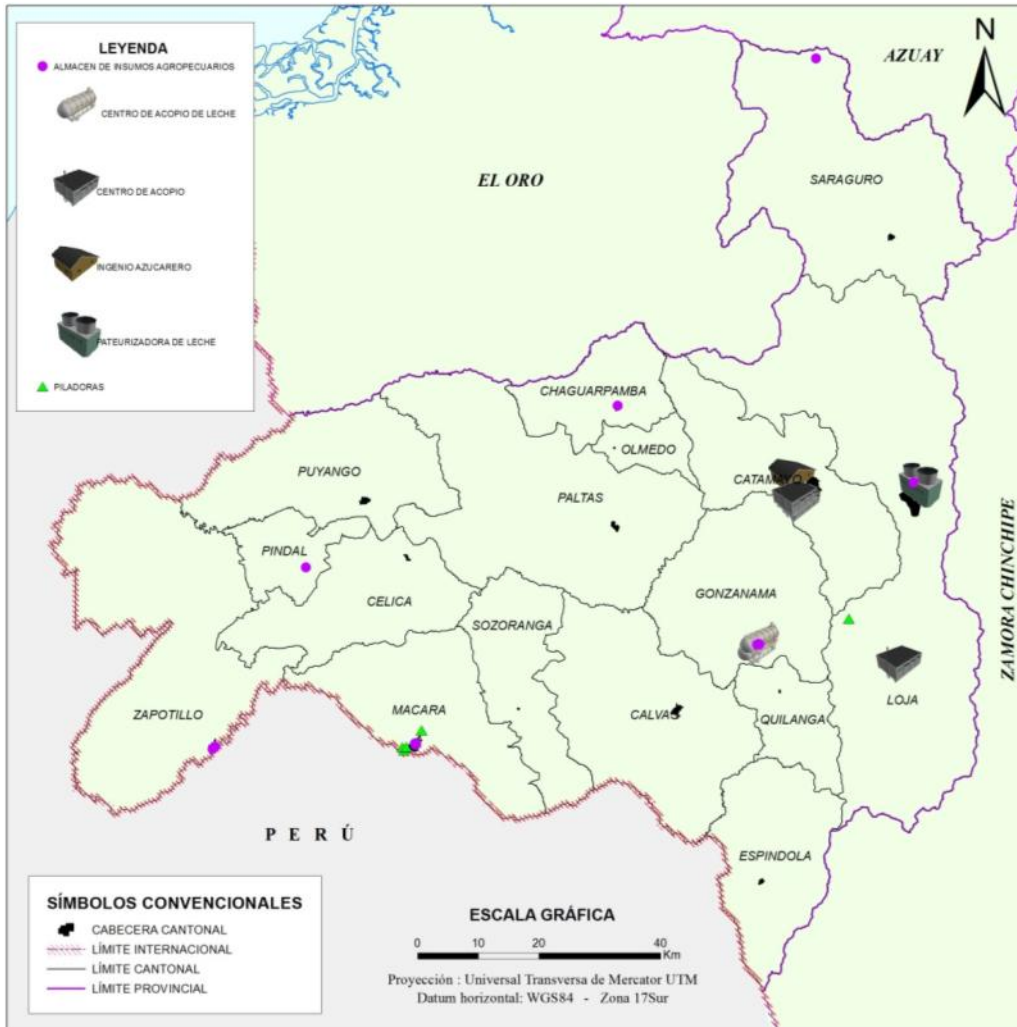 LEYENDA
ALMACEN DE INSUMOS AGROPECUARIOS
CENTRO DE ACOPIO DE LECHE
CENTRO DE ACOPIO
INGENIO AZUCARERO
PATEURIZADORA DE LECHE
PILADORAS
N
AZUAY
EL ORO
SARAGURO
CHAGUARPAMBA
OLMEDO
PUYANGO
CATAMAYO
PALTAS
PINDAL
GONZANAMA
CELICA
SOZORANGA
ZAMORA CHINCHIPE
LOJA
ZAPOTILLO
MACARA
CALVAS
QUILANGA
PERÚ
ESPINDOLA
SÍMBOLOS CONVENCIONALES
CABECERA CANTONAL
LÍMITE INTERNACIONAL
LÍMITE CANTONAL
LÍMITE PROVINCIAL
ESCALA GRÁFICA
0 10 20 40
Km
Proyección : Universal Transversa de Mercator UTM
Datum horizontal: WGS84 - Zona 17Sur